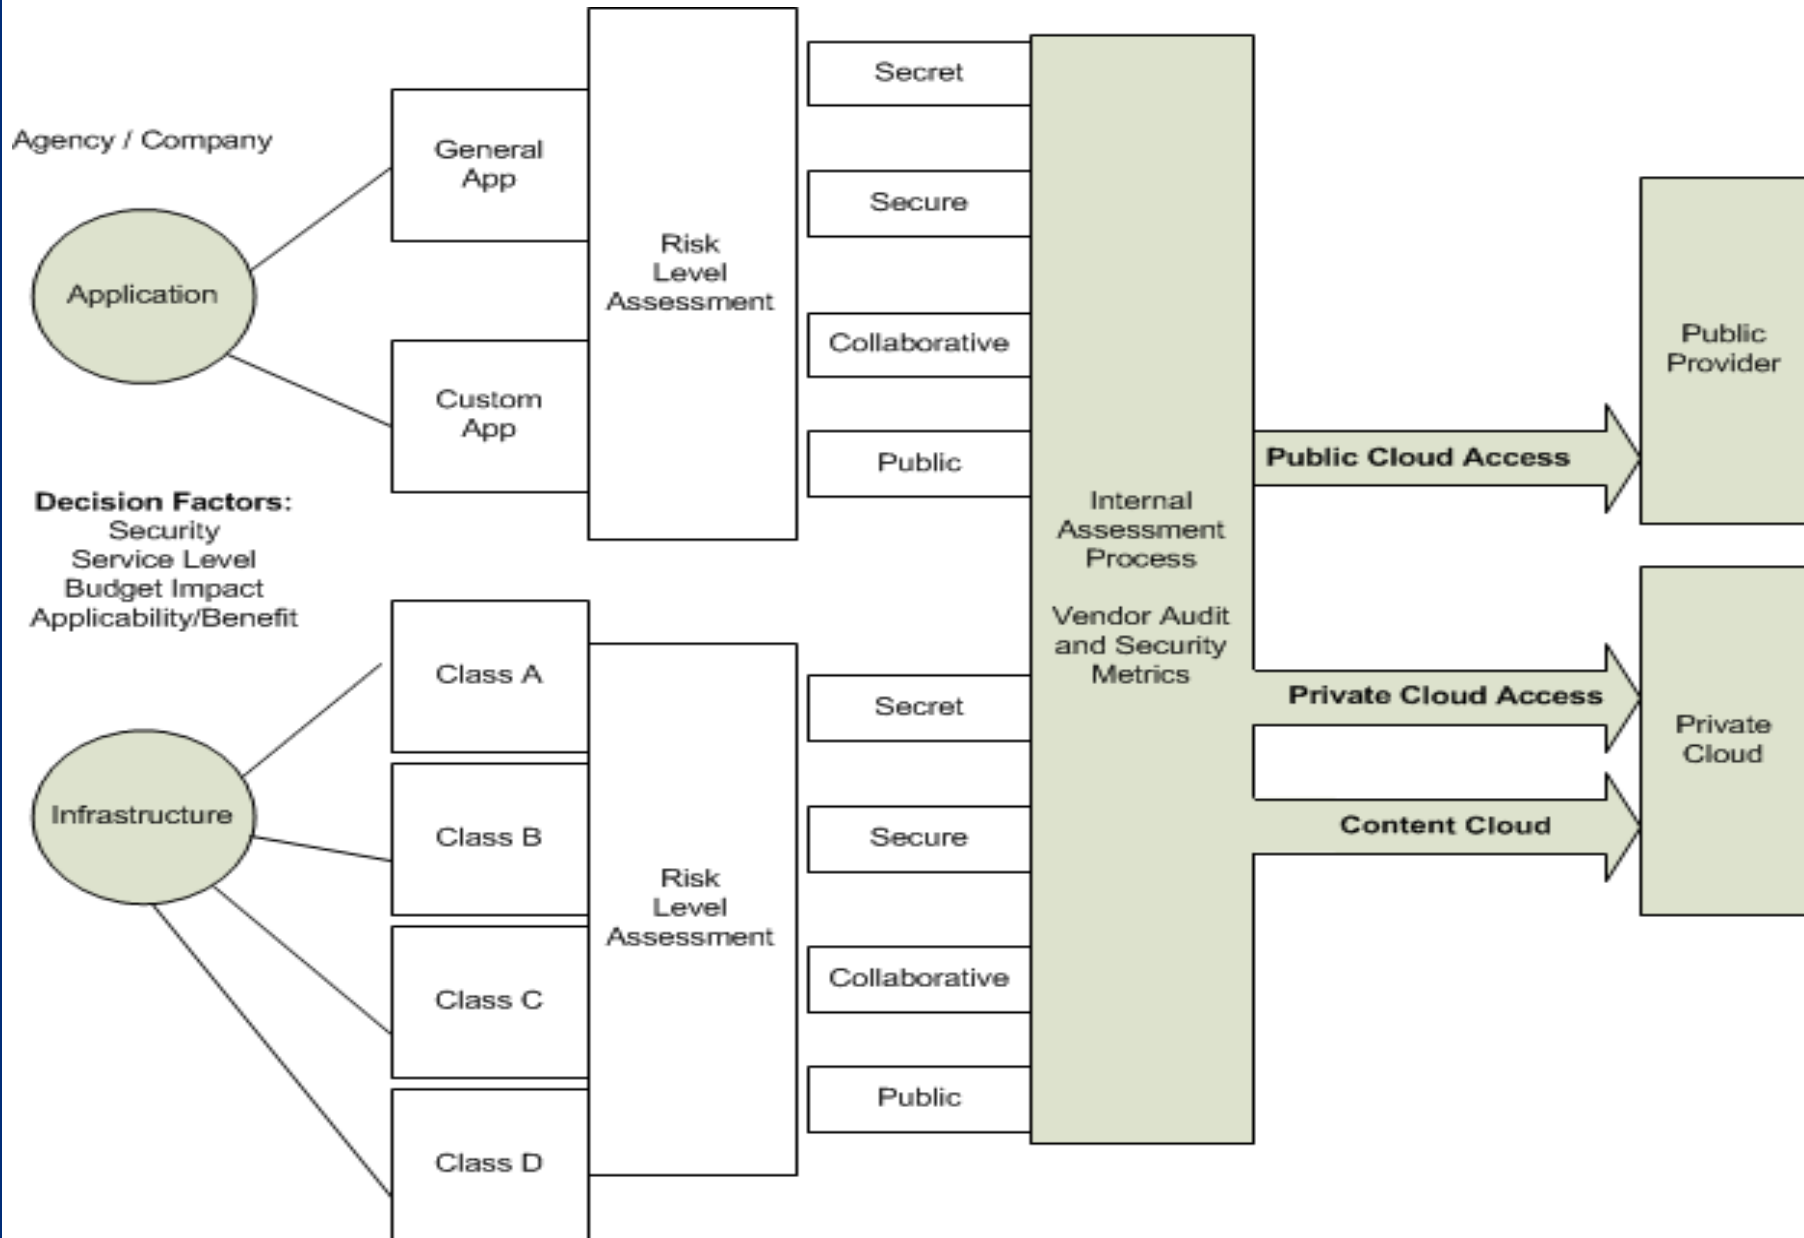 Agency / Company
Application
General
App
Custom
App
Risk
Level
Assessment
Secret
Secure
Collaborative
Public
Decision Factors:
Security
Service Level
Budget Impact
Applicability/Benefit
Infrastructure
Class A
Class B
Class C
Class D
Risk
Level
Assessment
Secret
Secure
Collaborative
Public
Internal
Assessment
Process
Vendor Audit
and Security
Metrics
Public Cloud Access
Private Cloud Access
Content Cloud
Public
Provider
Private
Cloud